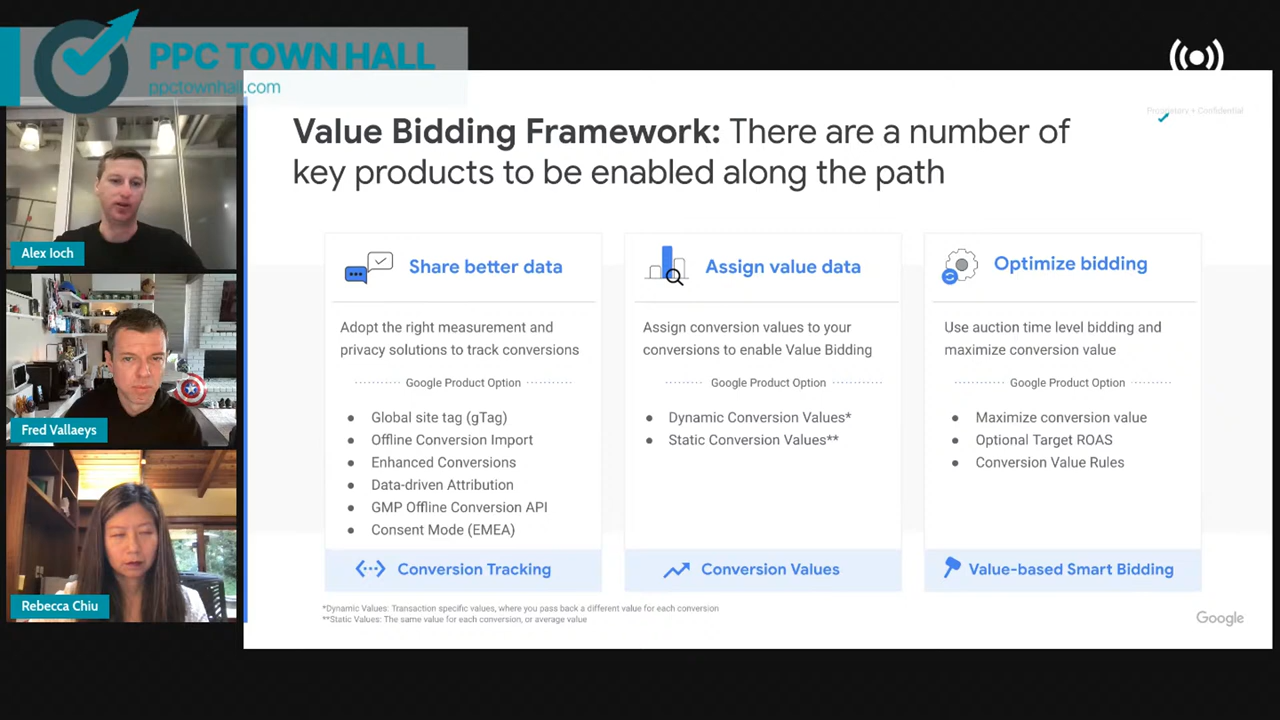 PPC TOWN HALL
ppctownhall.com
Proprietary + Confidential
Value Bidding Framework: There are a number of
key products to be enabled along the path
Alex Ioch
Fred Vallaeys
Rebecca Chiu
Share better data
Adopt the right measurement and
privacy solutions to track conversions
Google Product Option
Global site tag (gTag)
Offline Conversion Import
Enhanced Conversions
Data-driven Attribution
GMP Offline Conversion API
Consent Mode (EMEA)
Conversion Tracking
Assign value data
Assign conversion values to your
conversions to enable Value Bidding
Google Product Option
Dynamic Conversion Values*
Static Conversion Values**
Conversion Values
Optimize bidding
Use auction time level bidding and
maximize conversion value
Google Product Option
Maximize conversion value
Optional Target ROAS
Conversion Value Rules
Value-based Smart Bidding
*Dynamic Values: Transaction specific values, where you pass back a different value for each conversion
**Static Values: The same value for each conversion, or average value
Google